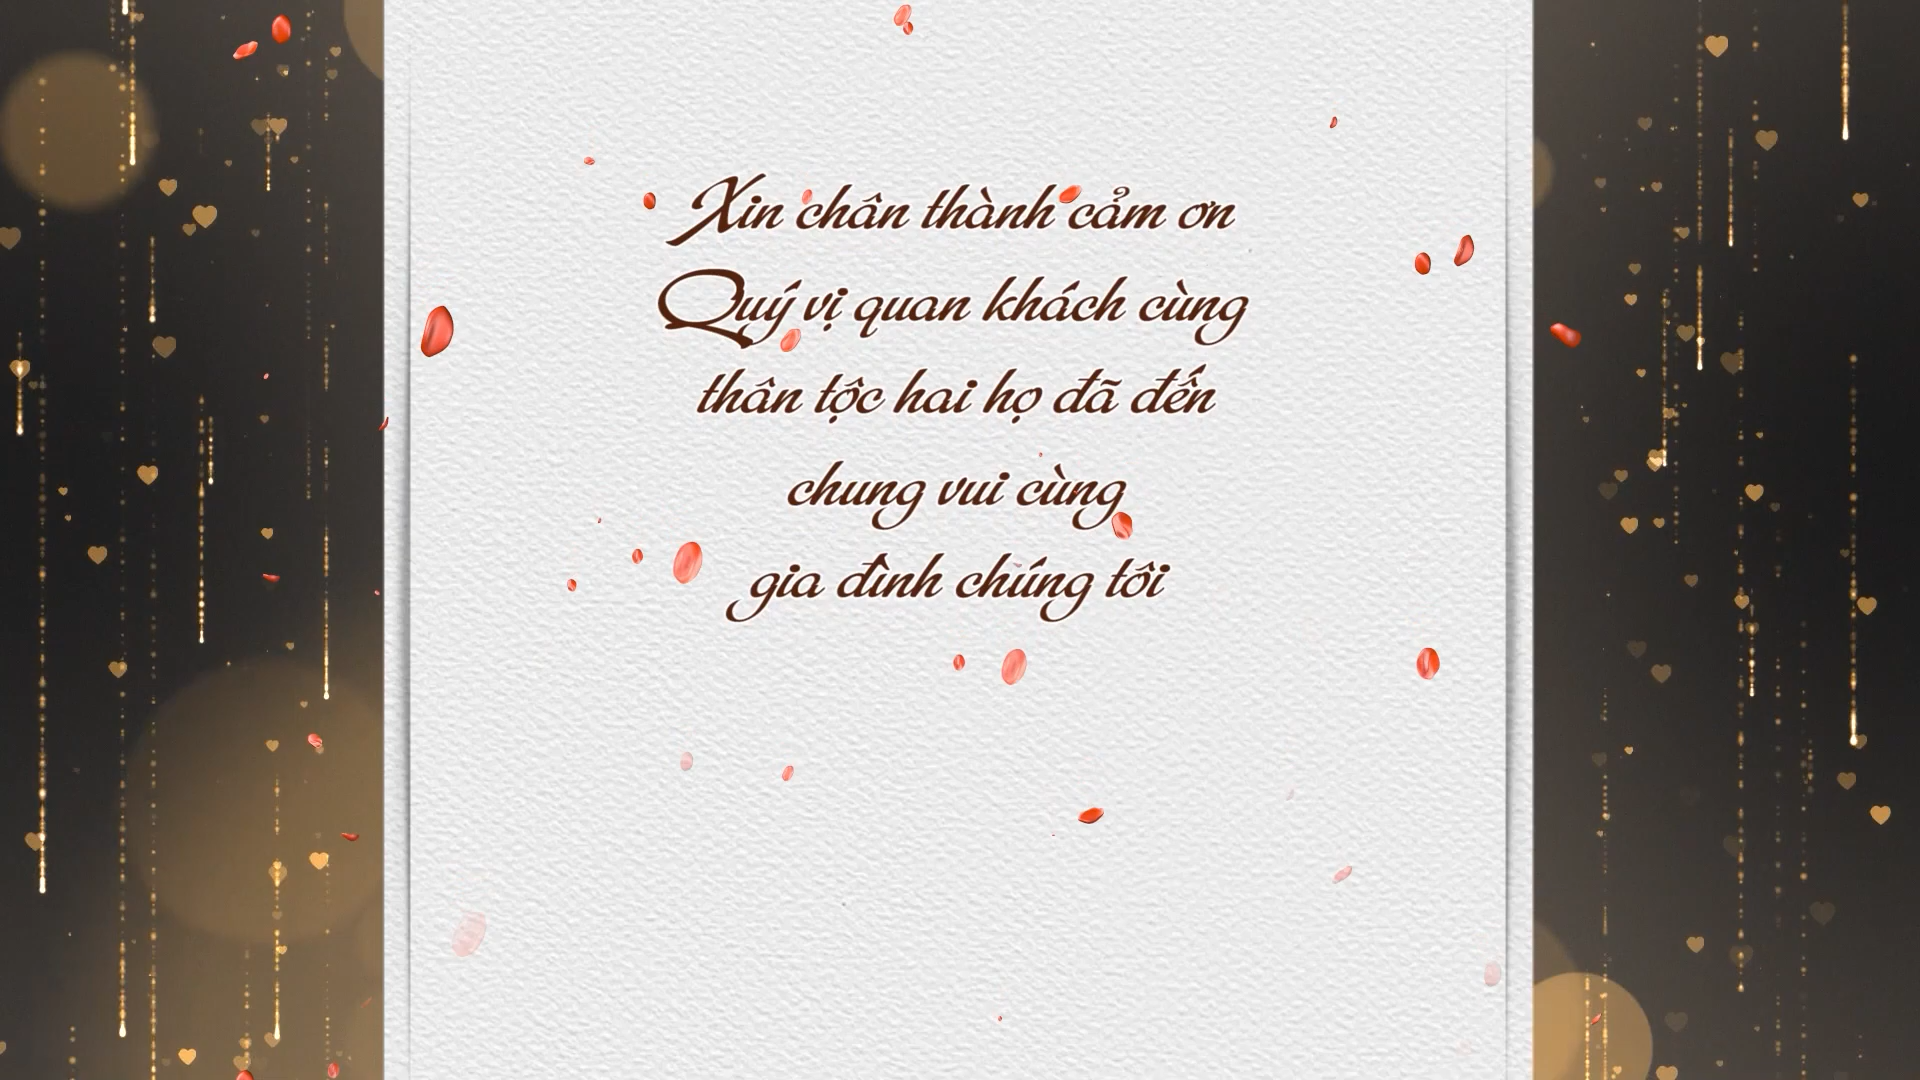 Xin chân thành cảm ơn
Quý vị quan khách cùng
thân tộc hai họ đã đến
chung vui cùng
gia đình chúng tôi